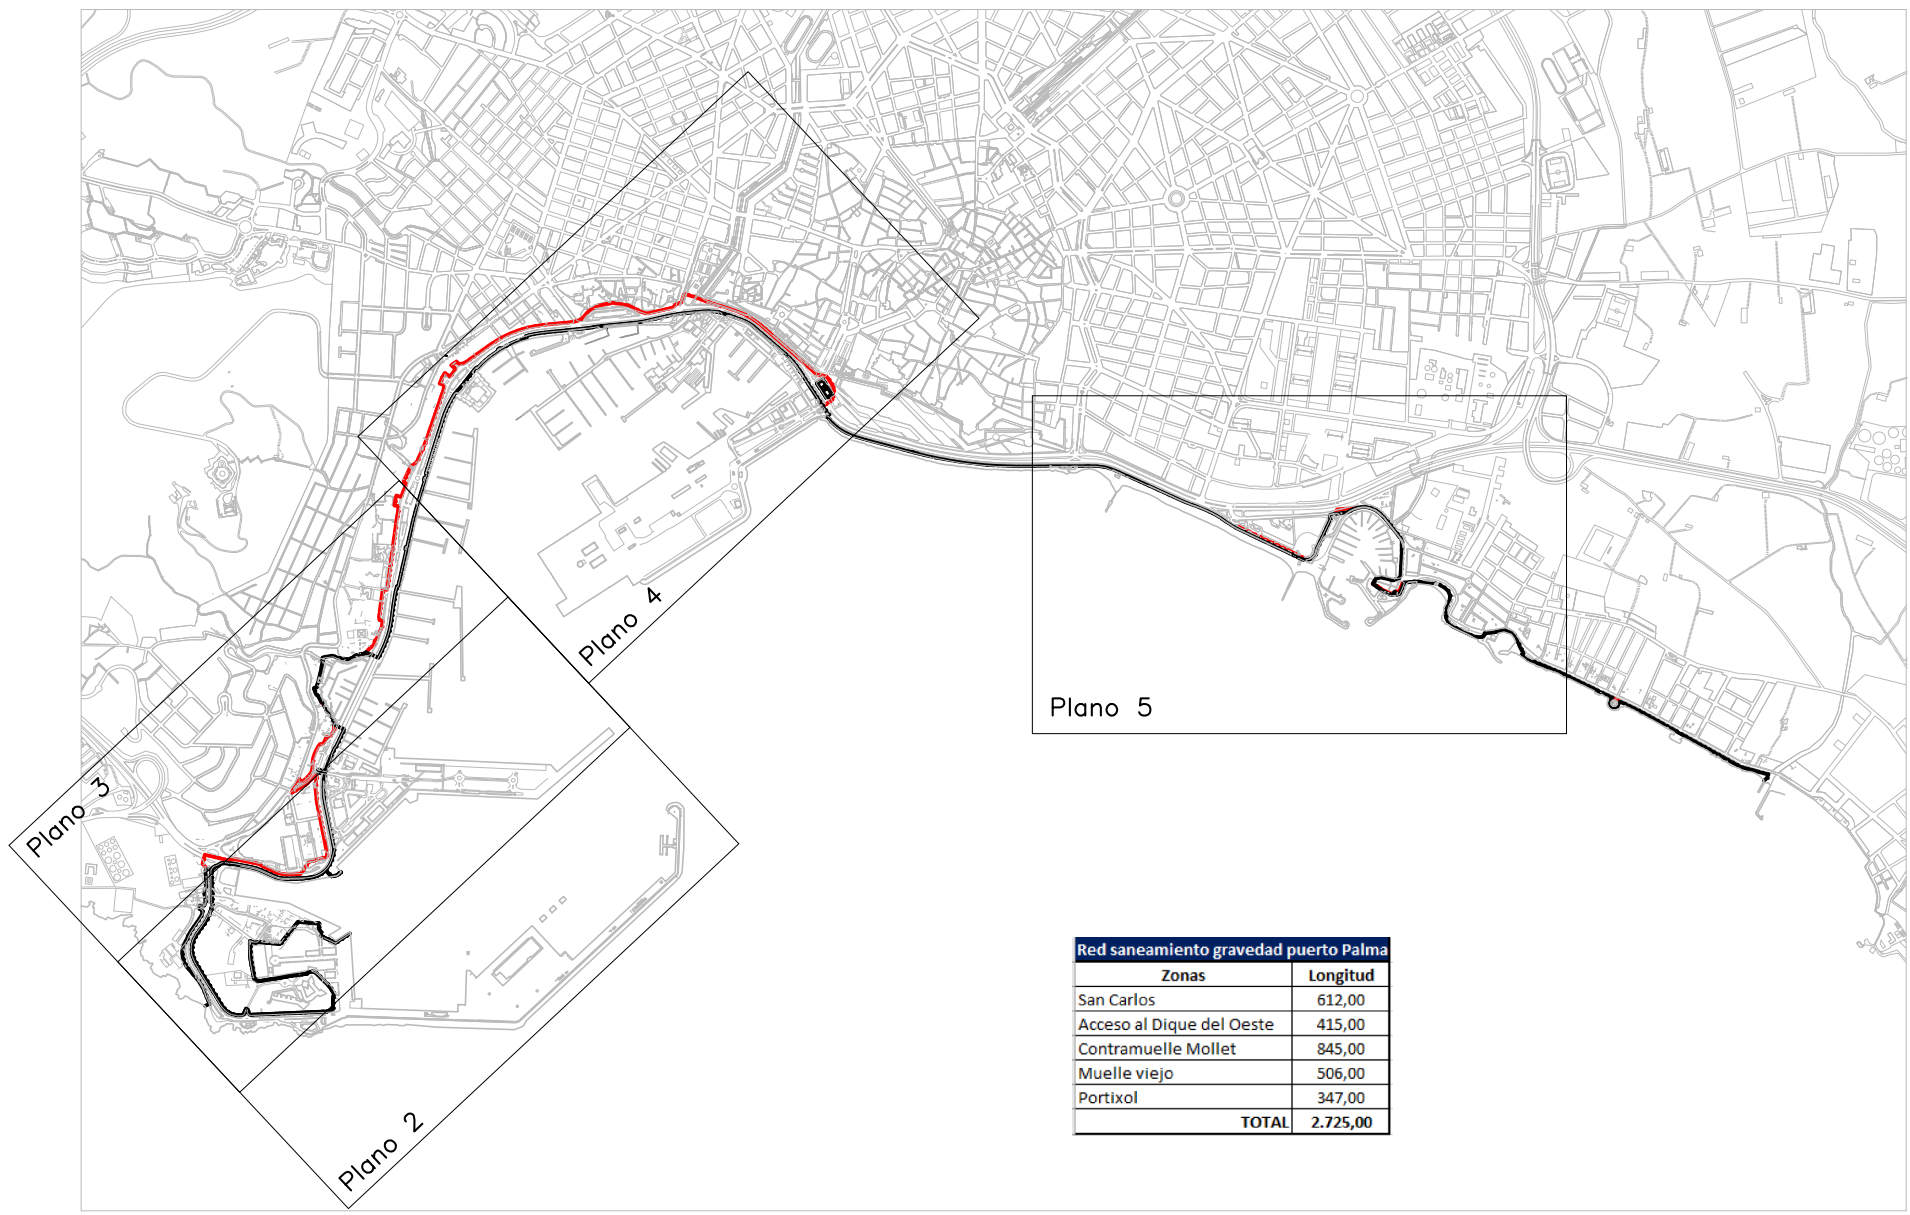 Plano 4
Plano 5
Plano 3
Plano 2
Red saneamiento gravedad puerto Palma
Zonas Longitud
San Carlos 612,00
Acceso al Dique del Oeste 415,00
Contramuelle Mollet 845,00
Muelle viejo 506,00
Portixol 347,00
TOTAL 2.725,00